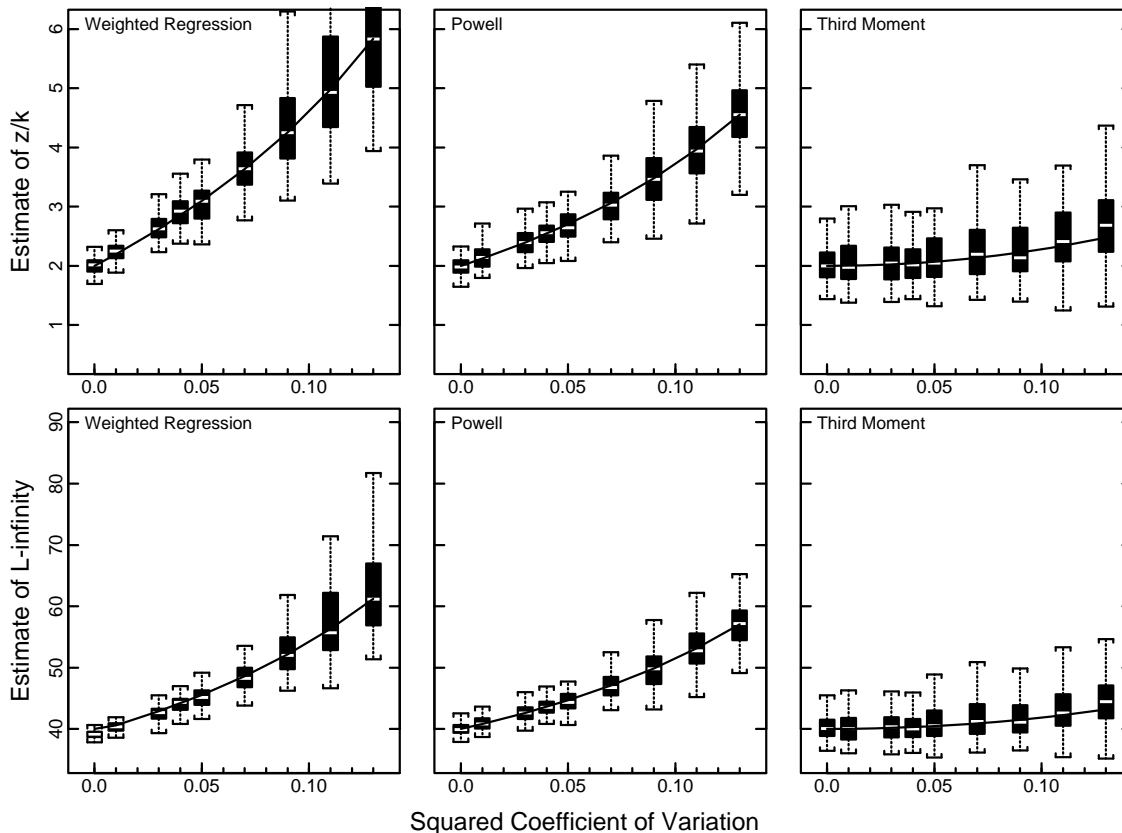 Weighted Regression
Powell
Third Moment
Estimate of z/k
6
5
4
3
2
1
0.0 0.05 0.10
0.0 0.05 0.10
0.0 0.05 0.10
Weighted Regression
Powell
Third Moment
Estimate of L-infinity
90
80
70
60
50
40
0.0 0.05 0.10
0.0 0.05 0.10
0.0 0.05 0.10
Squared Coefficient of Variation